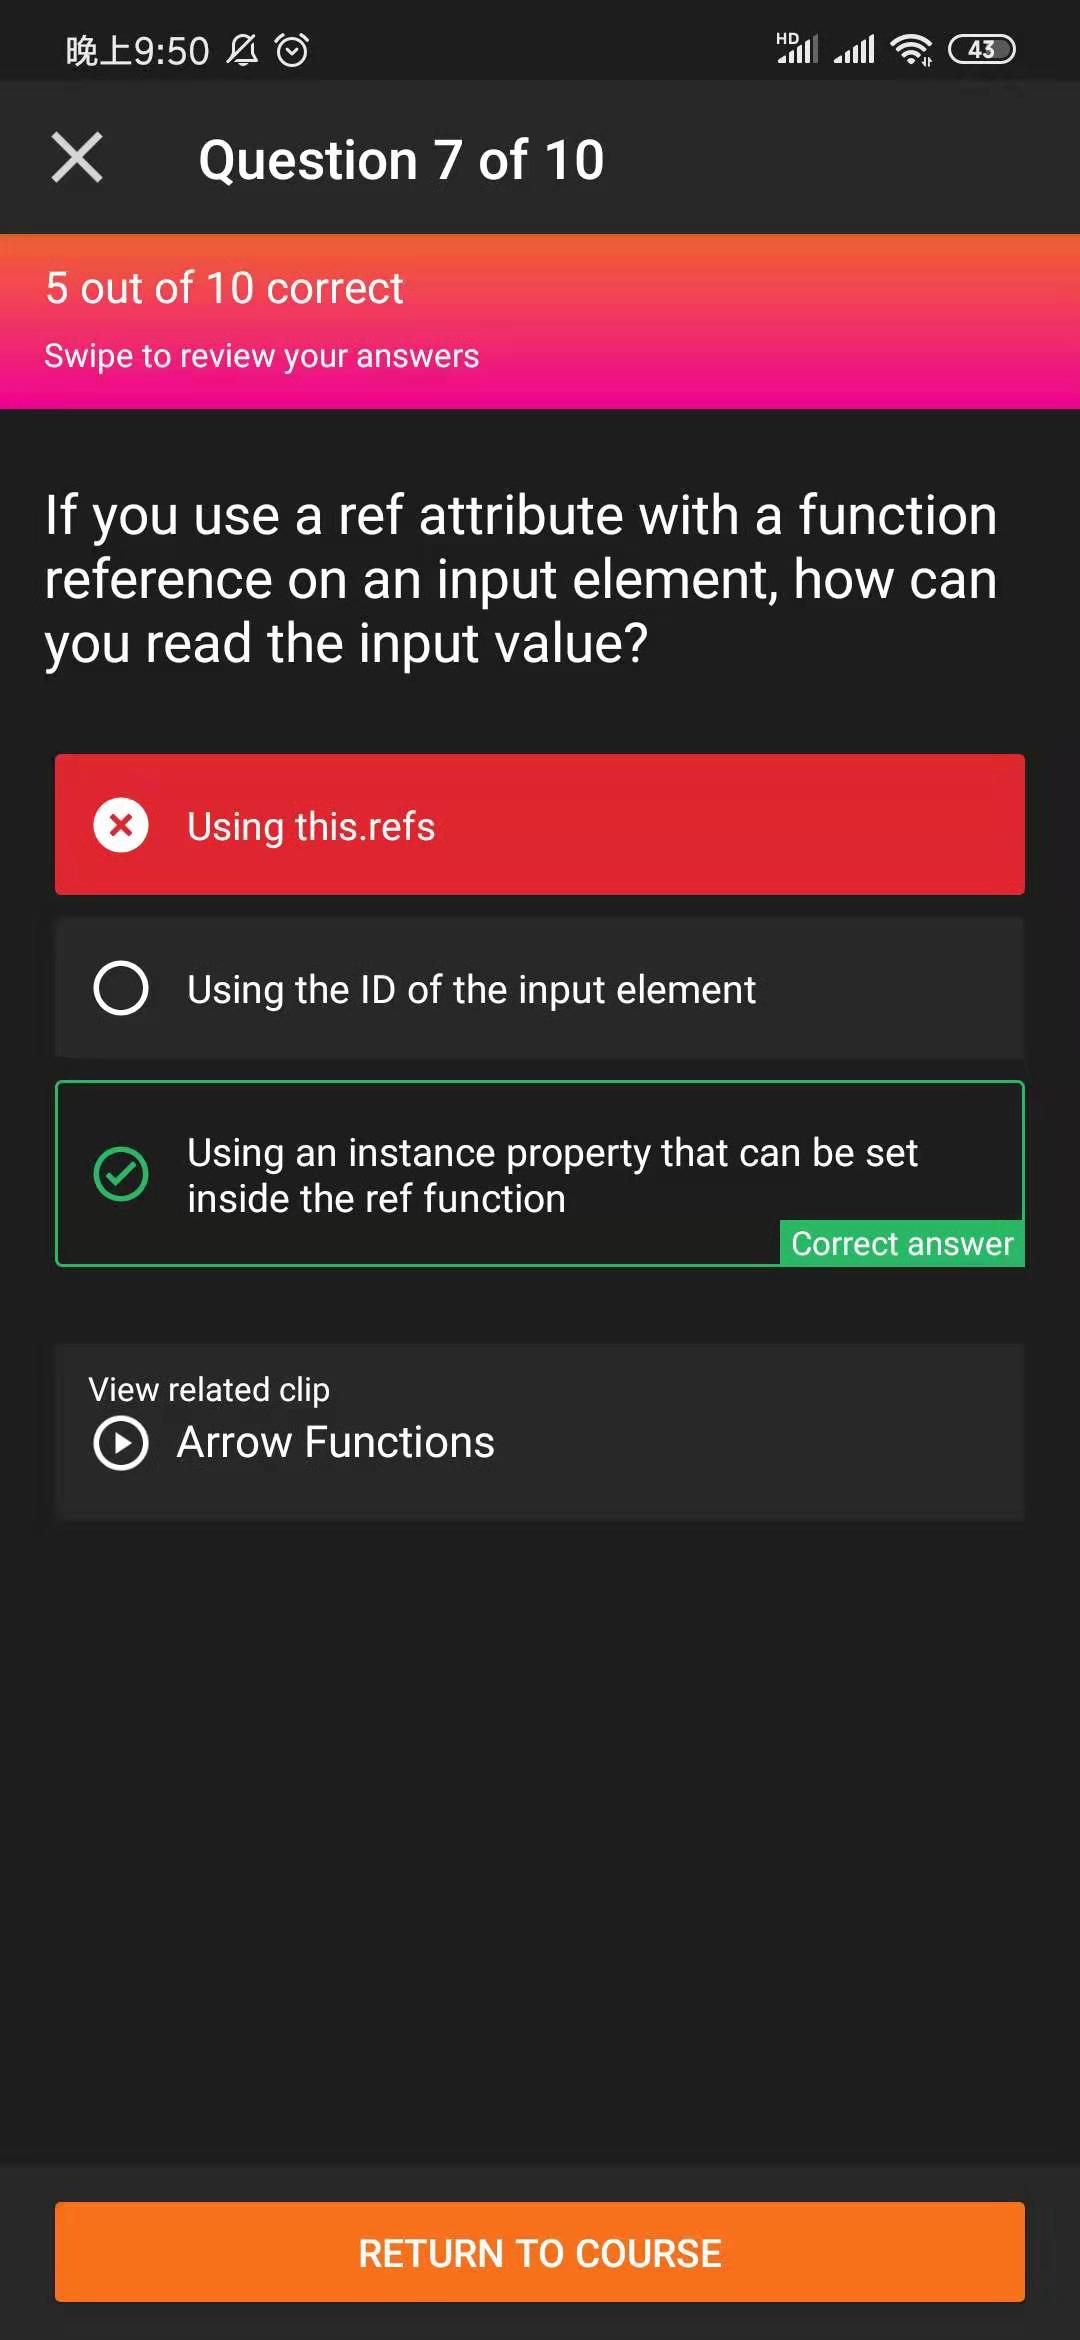 晚上9:50
HD
43
Question 7 of 10
5 out of 10 correct
Swipe to review your answers
If you use a ref attribute with a function
reference on an input element, how can
you read the input value?
Using this.refs
Using the ID of the input element
Using an instance property that can be set
inside the ref function
Correct answer
View related clip
Arrow Functions
RETURN TO COURSE